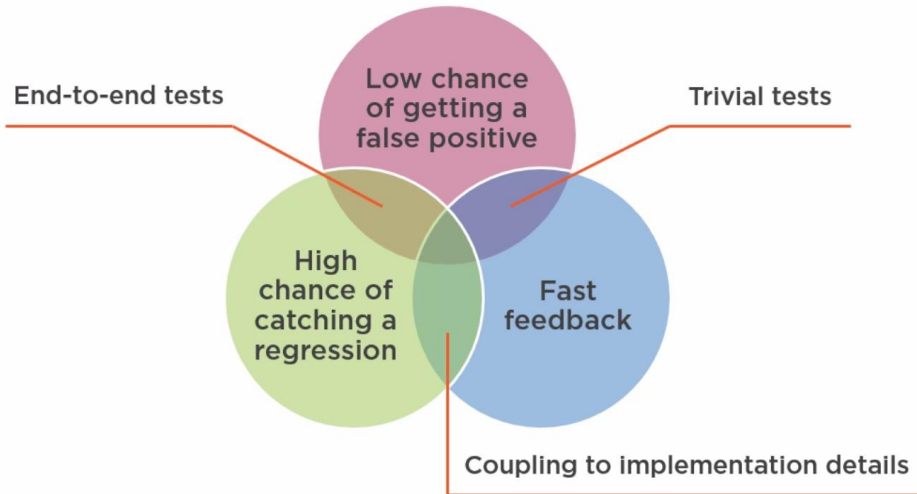 End-to-end tests
Low chance
of getting a
false positive
Trivial tests
High
chance of
catching a
regression
Fast
feedback
Coupling to implementation details